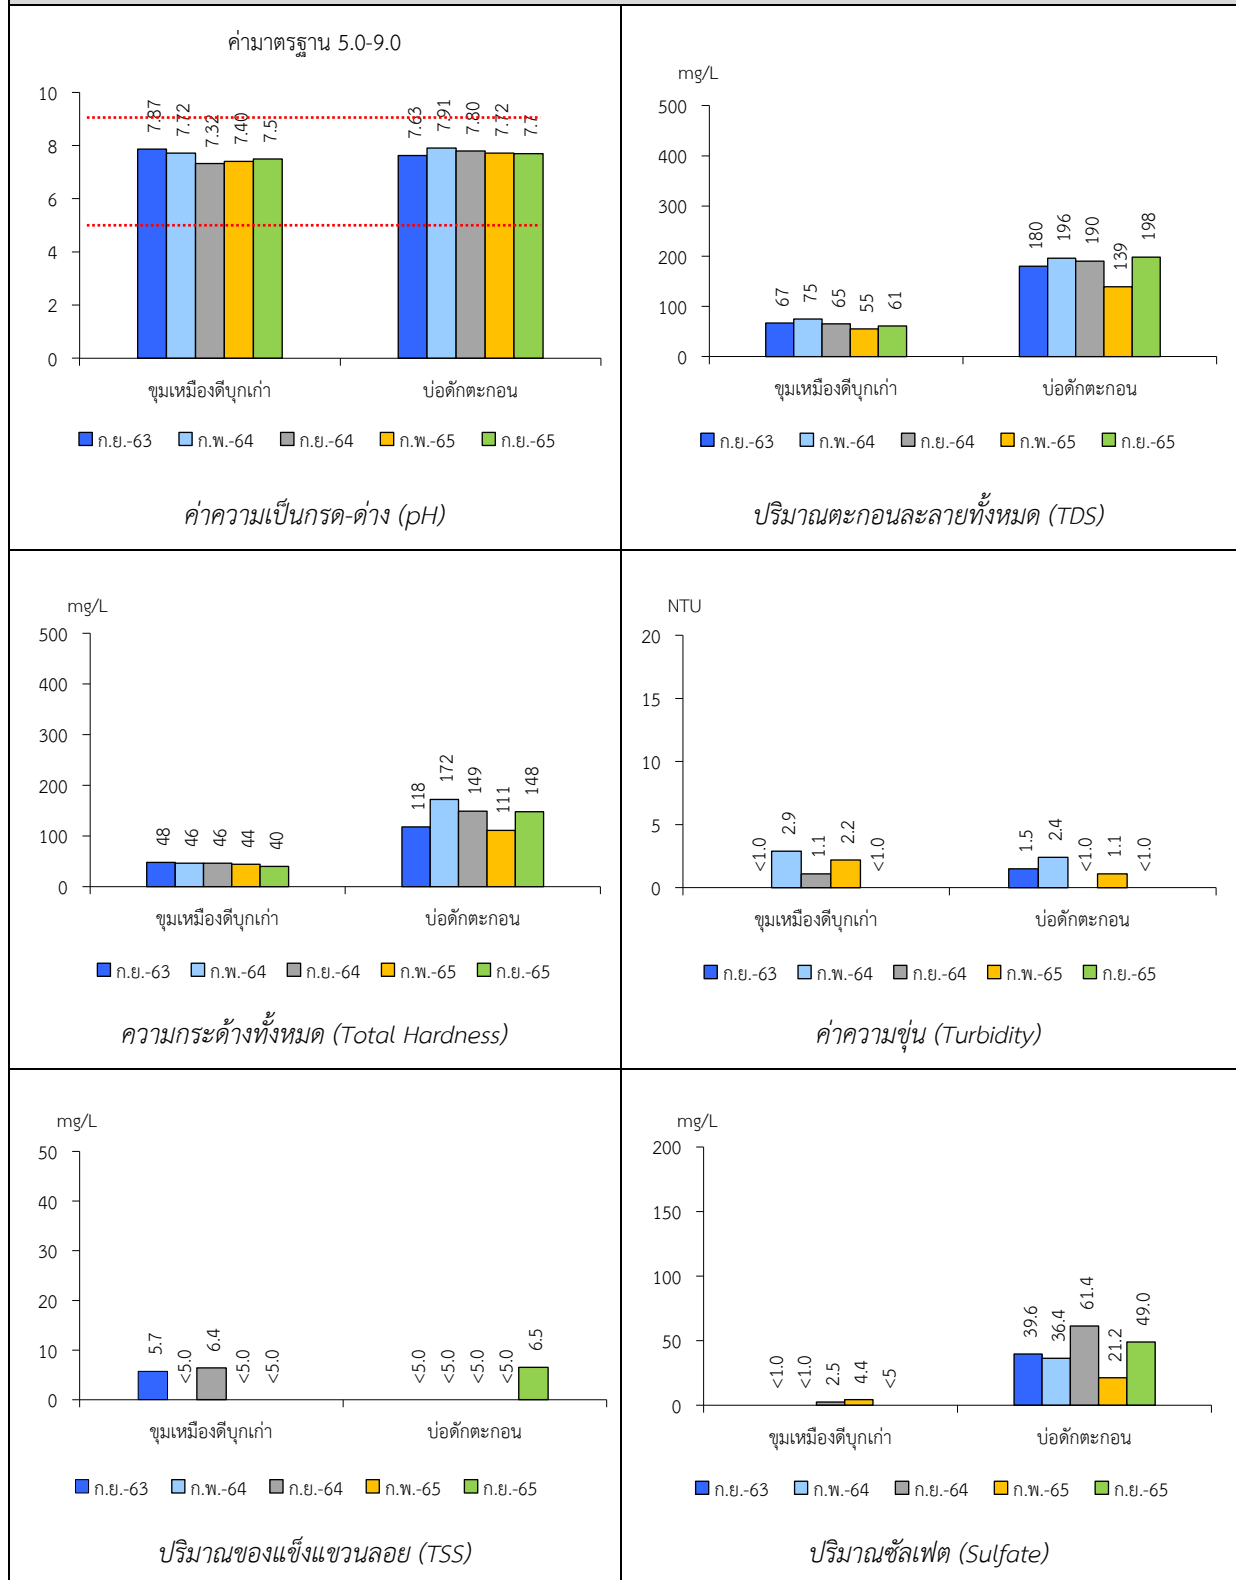 ค่ามาตรฐาน 5.0-9.0
10
8
6
4
2
0
7.87 7.72 7.32 7.40 7.5 7.63 7.91 7.80 7.72 7.7
ขุมเหมืองดีบุกเก่า บ่อดักตะกอน
ก.ย.-63 ก.พ.-64 ก.ย.-64 ก.พ.-65 ก.ย.-65
ค่าความเป็นกรด-ด่าง (pH)
mg/L
500
400
300
200
100
0
67 75 65 55 61 180 196 190 139 198
ขุมเหมืองดีบุกเก่า บ่อดักตะกอน
ก.ย.-63 ก.พ.-64 ก.ย.-64 ก.พ.-65 ก.ย.-65
ปริมาณตะกอนละลายทั้งหมด (TDS)
mg/L
500
400
300
200
100
0
48 46 46 44 40 118 172 149 111 148
ขุมเหมืองดีบุกเก่า บ่อดักตะกอน
ก.ย.-63 ก.พ.-64 ก.ย.-64 ก.พ.-65 ก.ย.-65
ความกระด้างทั้งหมด (Total Hardness)
NTU
20
15
10
5
0
<1.0 2.9 1.1 2.2 <1.0 1.5 2.4 <1.0 1.1 <1.0
ขุมเหมืองดีบุกเก่า บ่อดักตะกอน
ก.ย.-63 ก.พ.-64 ก.ย.-64 ก.พ.-65 ก.ย.-65
ค่าความขุ่น (Turbidity)
mg/L
50
40
30
20
10
0
5.7 <5.0 6.4 <5.0 <5.0 <5.0 <5.0 <5.0 <5.0 6.5
ขุมเหมืองดีบุกเก่า บ่อดักตะกอน
ก.ย.-63 ก.พ.-64 ก.ย.-64 ก.พ.-65 ก.ย.-65
ปริมาณของแข็งแขวนลอย (TSS)
mg/L
200
150
100
50
0
<1.0 <1.0 2.5 4.4 <5 39.6 36.4 61.4 21.2 49.0
ขุมเหมืองดีบุกเก่า บ่อดักตะกอน
ก.ย.-63 ก.พ.-64 ก.ย.-64 ก.พ.-65 ก.ย.-65
ปริมาณซัลเฟต (Sulfate)